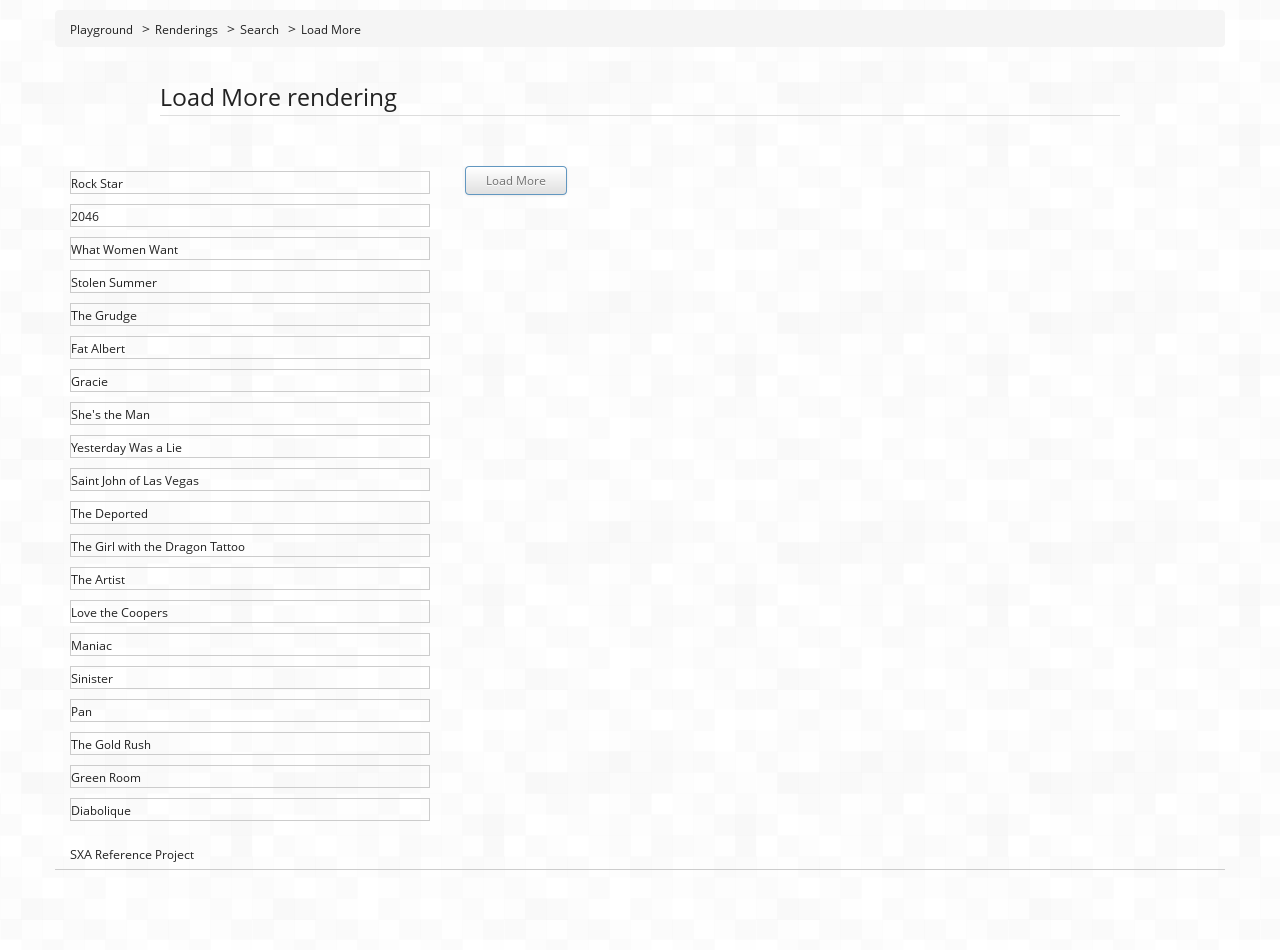 Playground > Renderings > Search > Load More
Load More rendering
Rock Star
Load More
2046
What Women Want
Stolen Summer
The Grudge
Fat Albert
Gracie
She's the Man
Yesterday Was a Lie
Saint John of Las Vegas
The Deported
The Girl with the Dragon Tattoo
The Artist
Love the Coopers
Maniac
Sinister
Pan
The Gold Rush
Green Room
Diabolique
SXA Reference Project